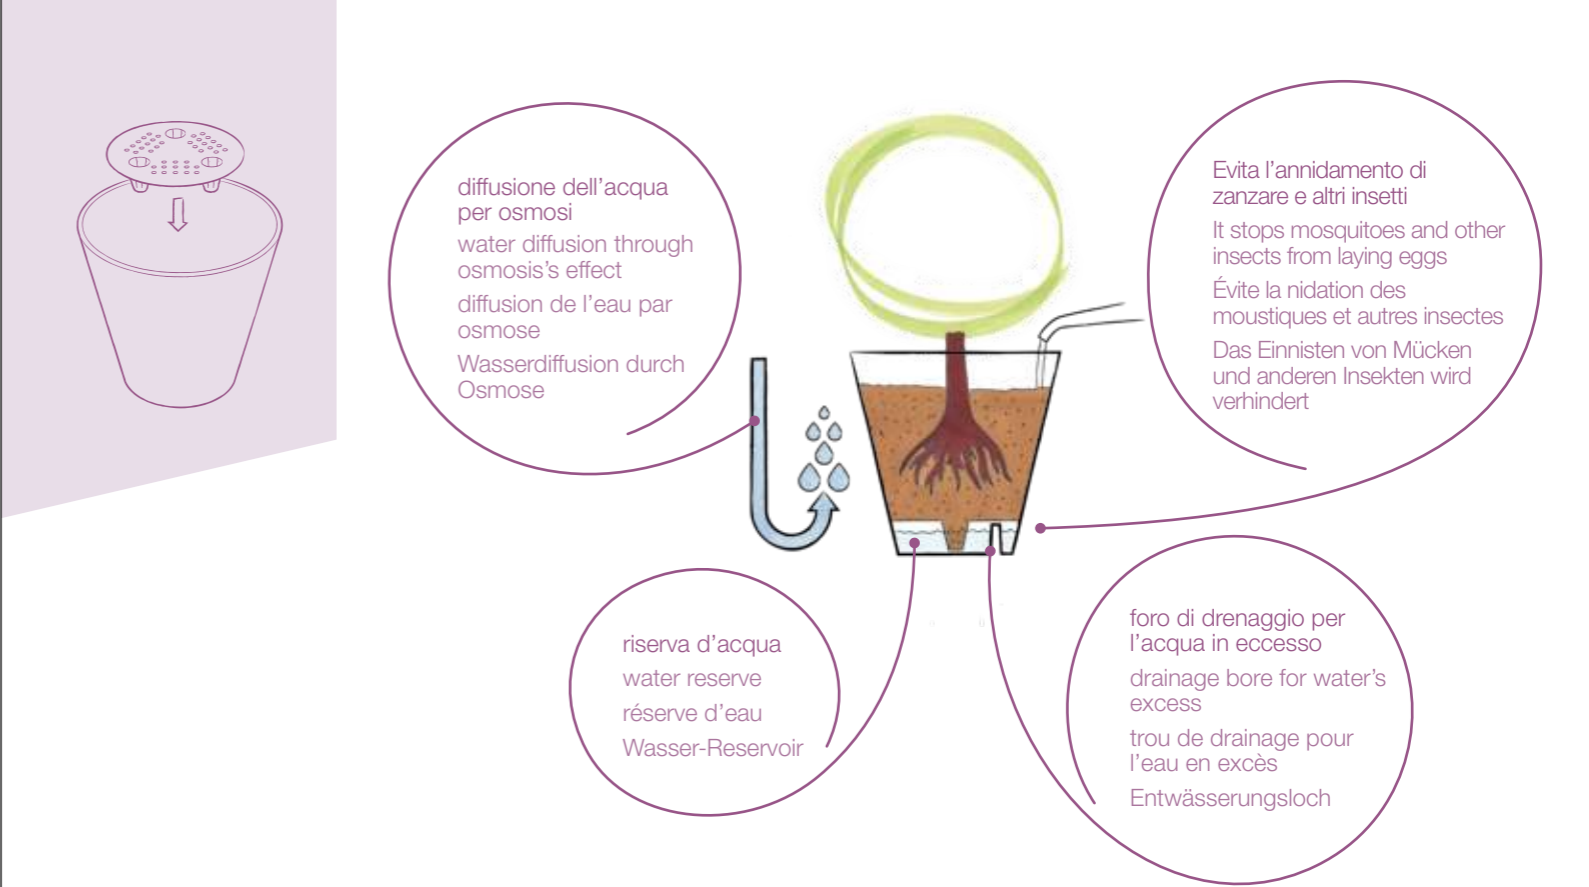 diffusione dell'acqua
per osmosi
water diffusion through
osmosis's effect
diffusion de l'eau par
osmose
Wasserdiffusion durch
Osmose
Evita l'annidamento di
zanzare e altri insetti
It stops mosquitoes and other
insects from laying eggs
Évite la nidation des
moustiques et autres insectes
Das Einnisten von Mücken
und anderen Insekten wird
verhindert
riserva d'acqua
water reserve
réserve d'eau
Wasser-Reservoir
foro di drenaggio per
l'acqua in eccesso
drainage bore for water's
excess
trou de drainage pour
l'eau en excès
Entwässerungsloch